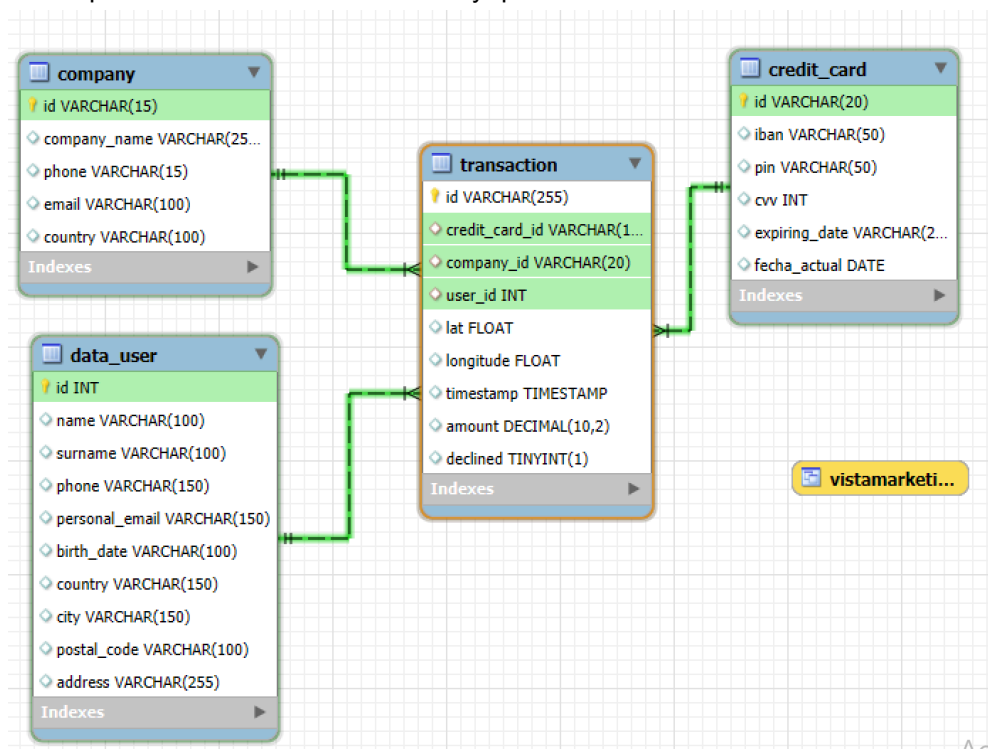 company
id VARCHAR(15)
company_name VARCHAR(25...
phone VARCHAR(15)
email VARCHAR(100)
country VARCHAR(100)
Indexes
data_user
id INT
name VARCHAR(100)
surname VARCHAR(100)
phone VARCHAR(150)
personal_email VARCHAR(150)
birth_date VARCHAR(100)
country VARCHAR(150)
city VARCHAR(150)
postal_code VARCHAR(100)
address VARCHAR(255)
Indexes
transaction
id VARCHAR(255)
credit_card_id VARCHAR(1...
company_id VARCHAR(20)
user_id INT
lat FLOAT
longitude FLOAT
timestamp TIMESTAMP
amount DECIMAL(10,2)
declined TINYINT(1)
Indexes
credit_card
id VARCHAR(20)
iban VARCHAR(50)
pin VARCHAR(50)
cvv INT
expiring_date VARCHAR(2...
fecha_actual DATE
Indexes
vistamarketi...